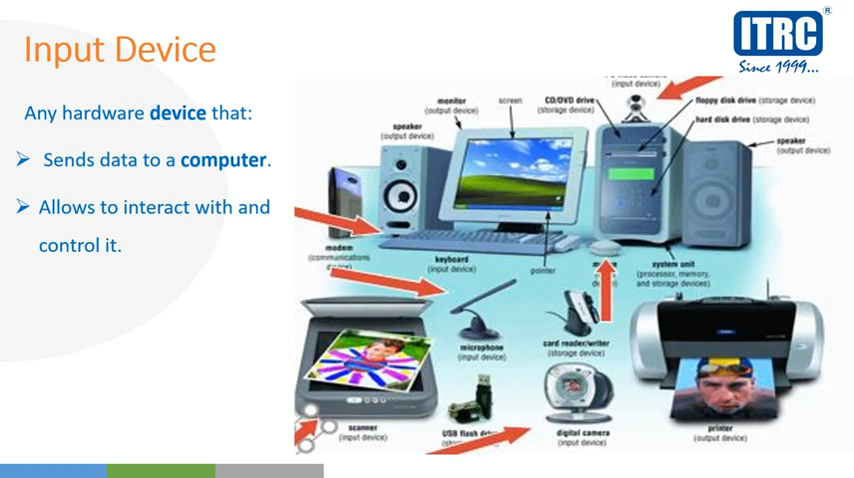 Input Device
ITRC
®
Since 1999...
Any hardware device that:
➢ Sends data to a computer.
➢ Allows to interact with and
control it.
(input device)
monitor
(output device)
screen
CD/DVD drive
(storage device)
floppy disk drive (storage device)
hard disk drive (storage device)
speaker
(output device)
speaker
(output device)
modem
(communications
keyboard
(input device)
pointer
system unit
(processor, memory,
and storage devices)
microphone
(input device)
card reader/writer
(storage device)
scanner
(input device)
USB flash
digital camera
(input device)
printer
(output device)